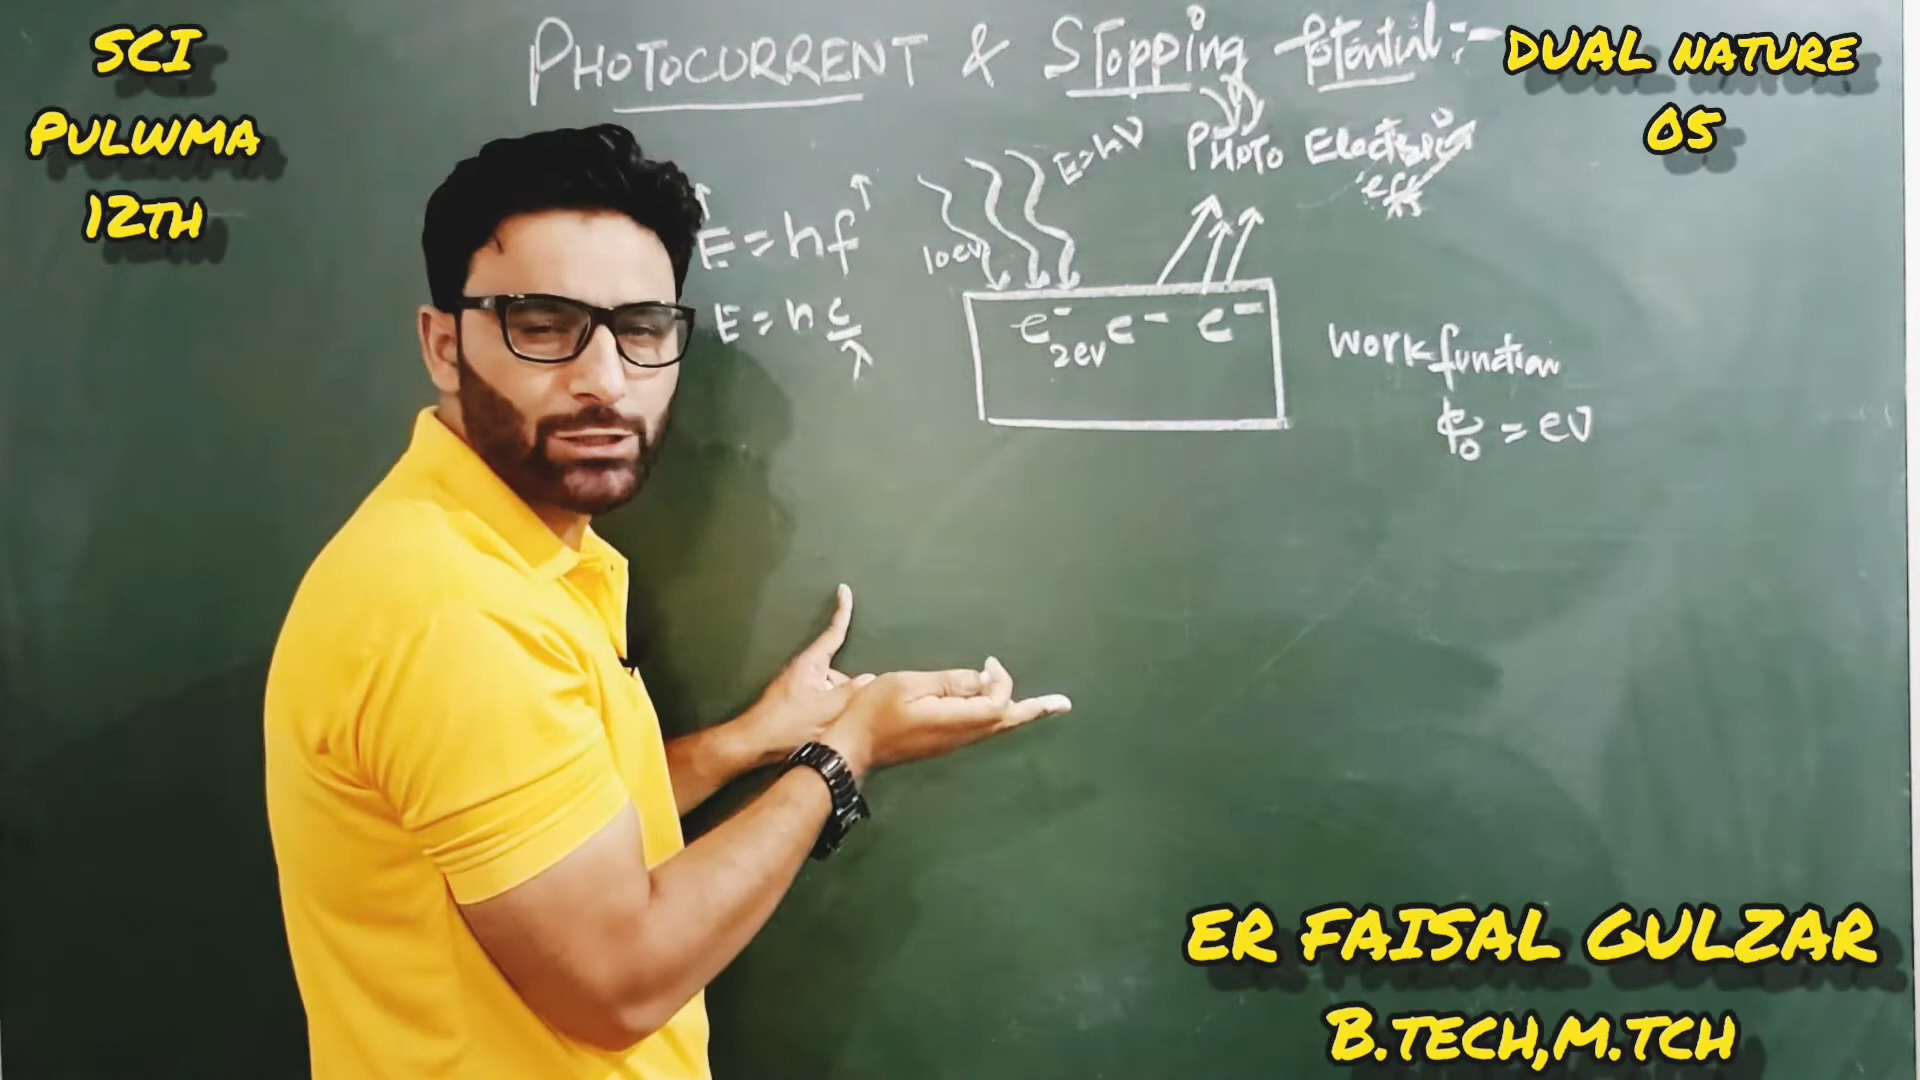 SCI
PULWMA
12TH
DUAL NATURE
05
PHOTOCURRENT & Stopping Potential:-
PHOTO Electric
eff
E=hν
10ev
E=hf
E=hc/λ
e⁻ e⁻ e⁻
2ev
work function
ϕ₀ = eV
ER FAISAL GULZAR
B.TECH,M.TCH